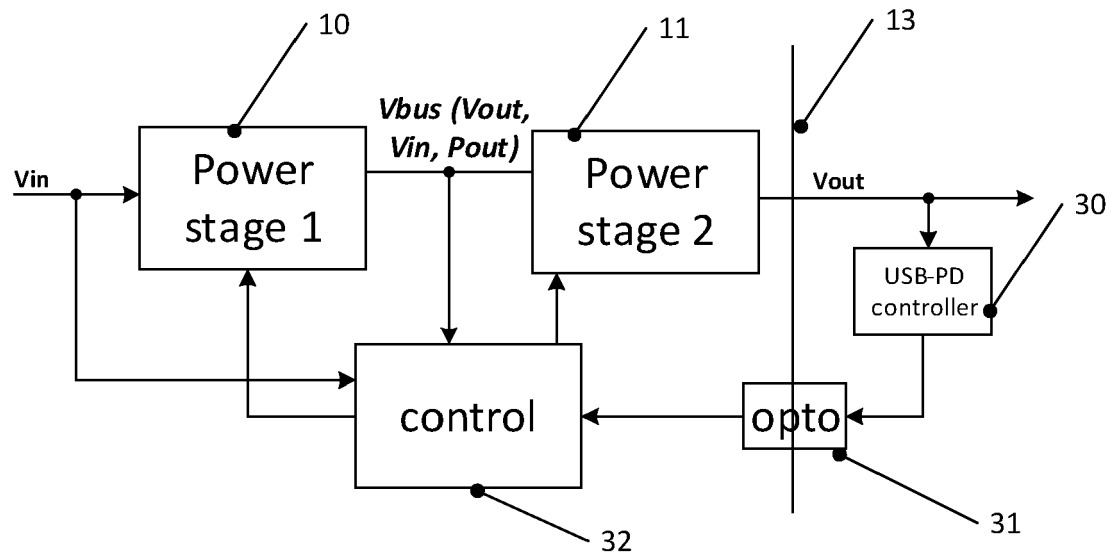 10
11
13
Vbus (Vout,
Vin, Pout)
Vin
Power
stage 1
Power
stage 2
Vout
30
USB-PD
controller
control
opto
32
31